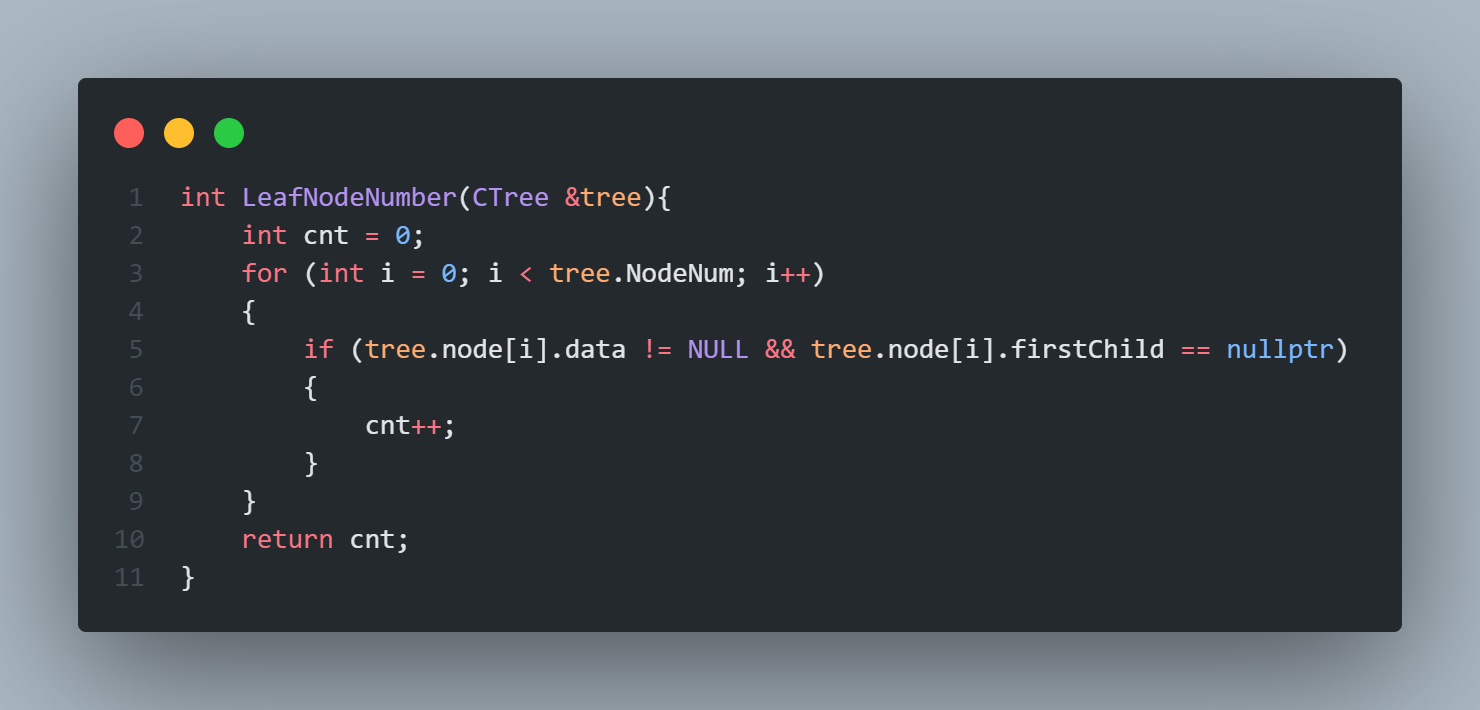 1 int LeafNodeNumber(CTree &tree){
2     int cnt = 0;
3     for (int i = 0; i < tree.NodeNum; i++)
4     {
5         if (tree.node[i].data != NULL && tree.node[i].firstChild == nullptr)
6         {
7             cnt++;
8         }
9     }
10     return cnt;
11 }